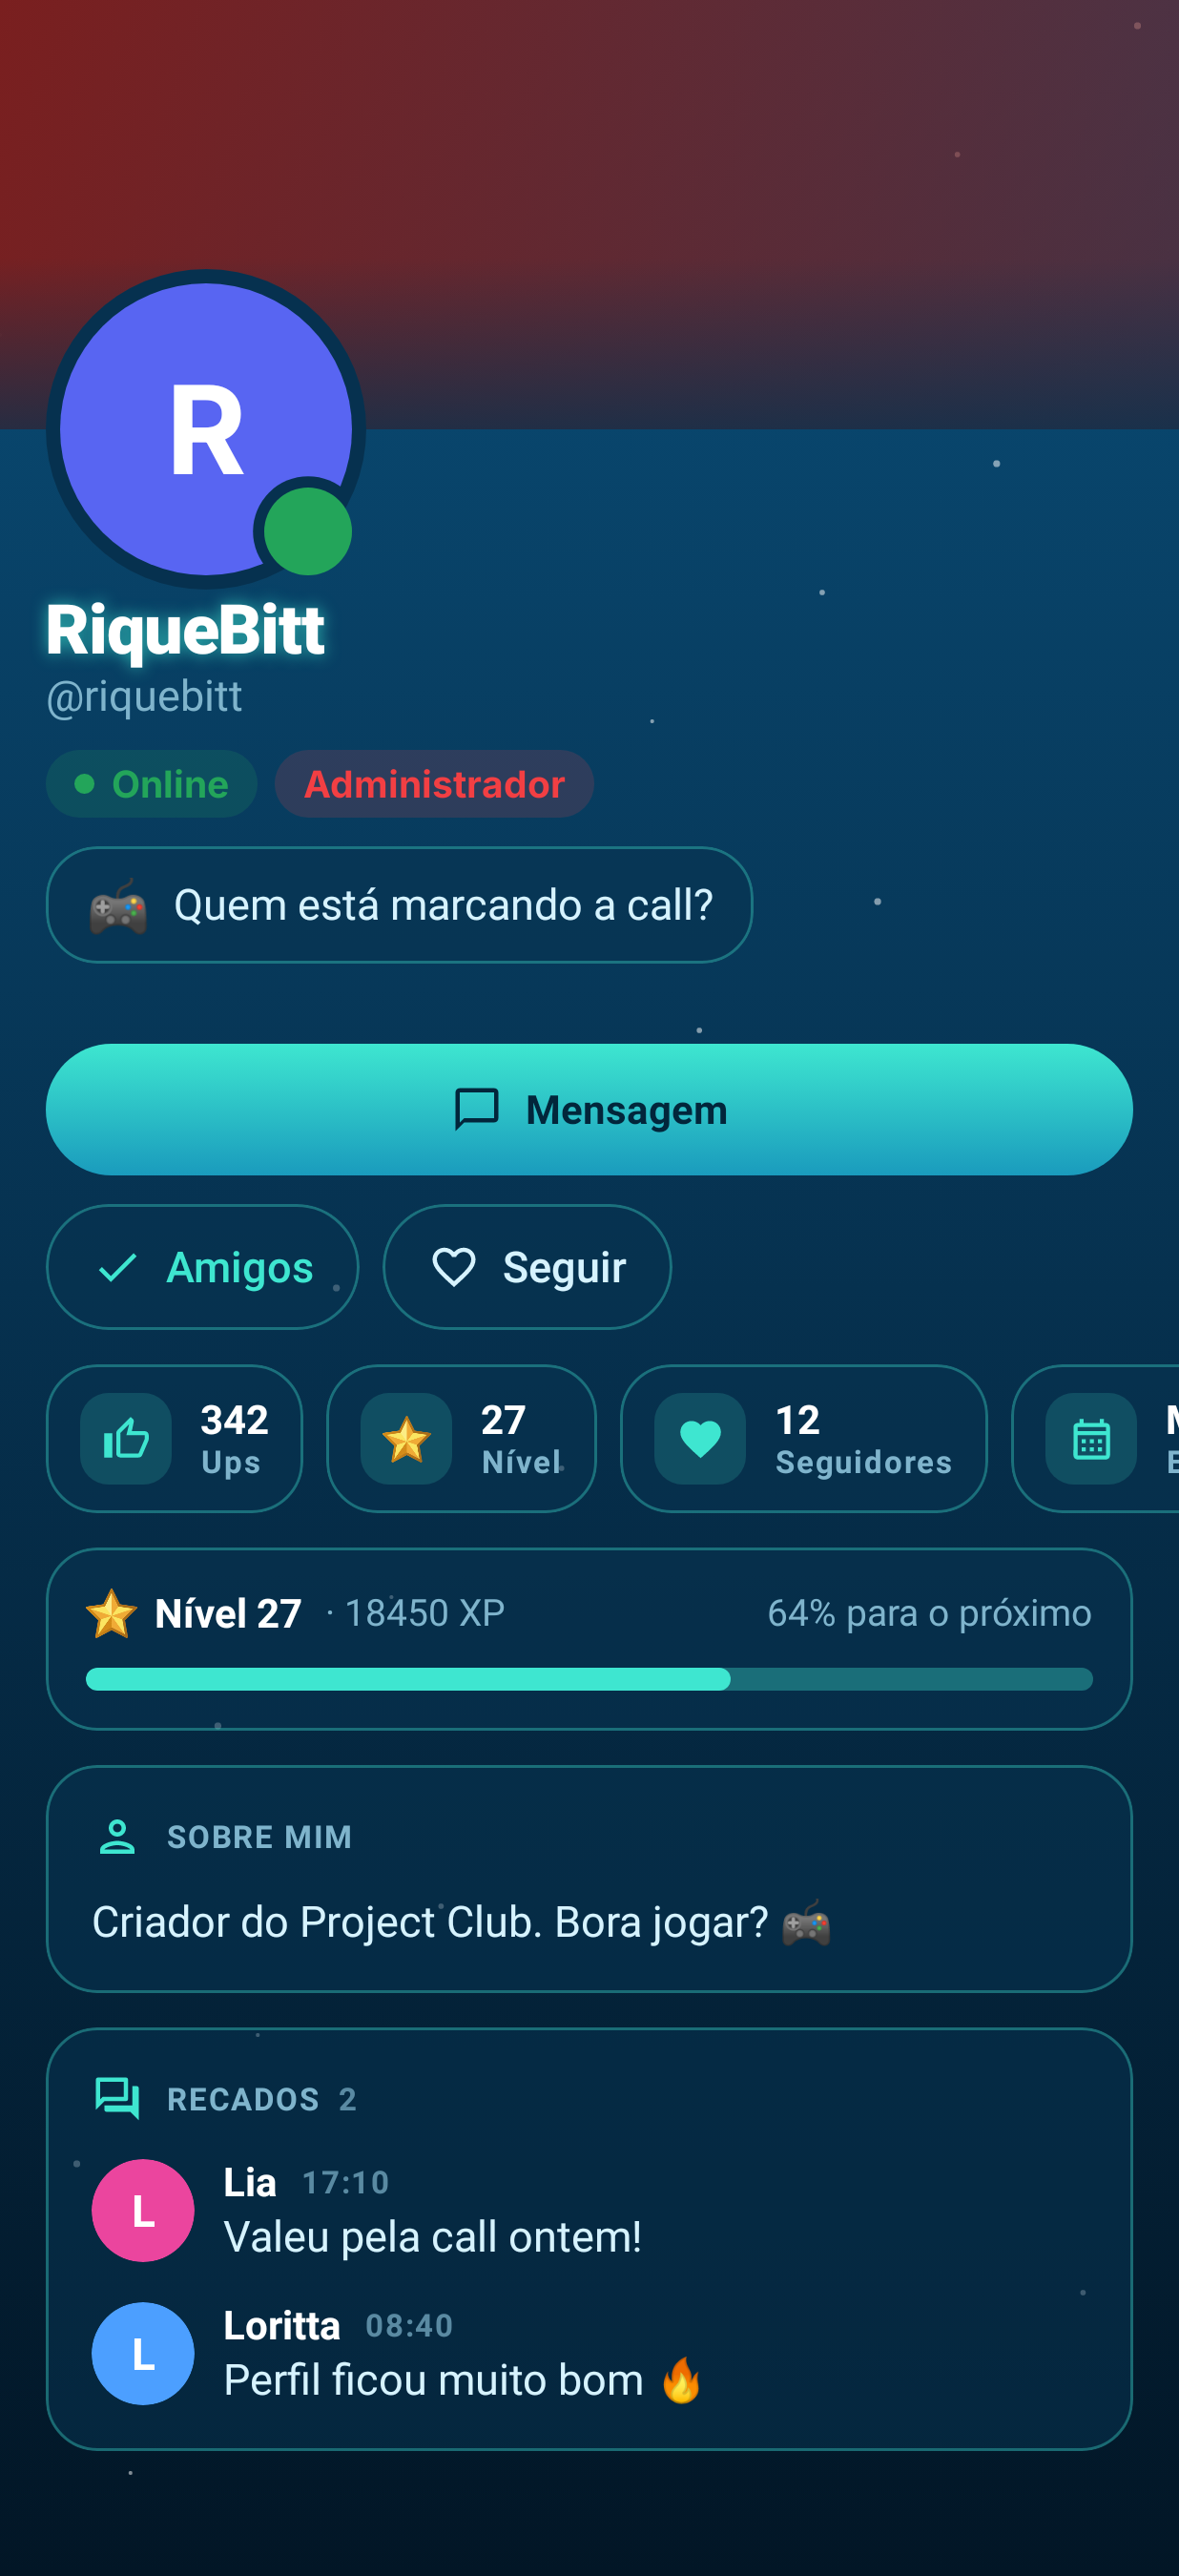 R
RiqueBitt
@riquebitt
Online
Administrador
Quem está marcando a call?
Mensagem
Amigos
Seguir
342
Ups
27
Nível
12
Seguidores
Nível 27 · 18450 XP
64% para o próximo
SOBRE MIM
Criador do Project Club. Bora jogar? 🎮
RECADOS 2
L
Lia 17:10
Valeu pela call ontem!
L
Loritta 08:40
Perfil ficou muito bom 🔥